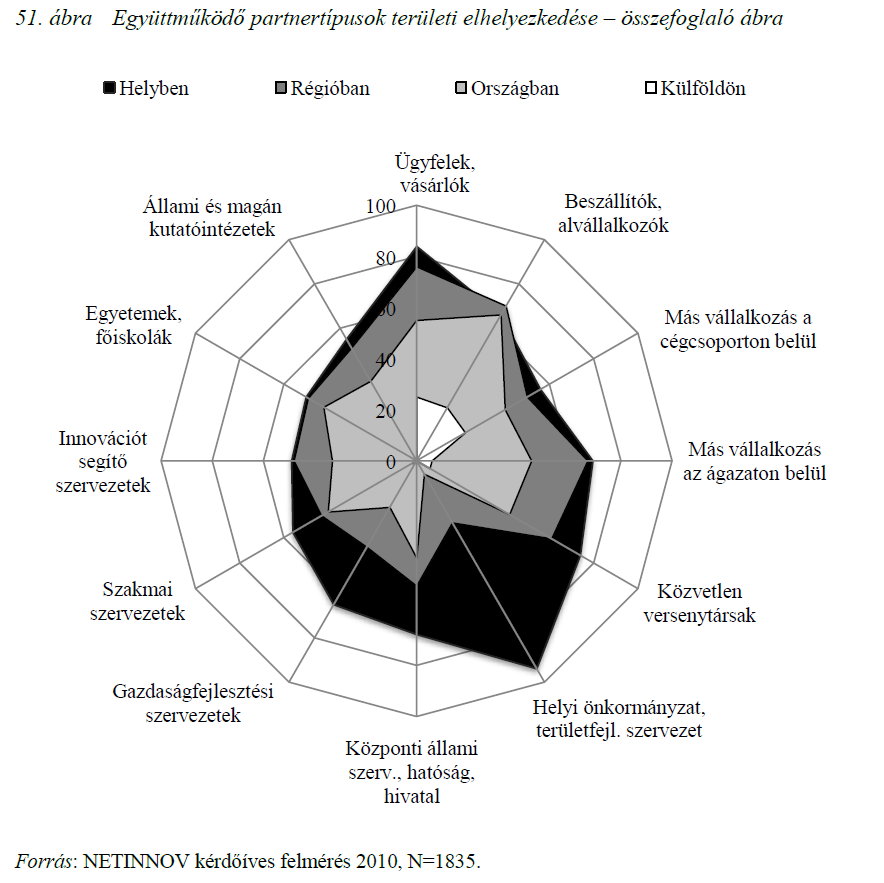 51. ábra Együttműködő partnertípusok területi elhelyezkedése – összefoglaló ábra
Helyben Régióban Országban Külföldön
Ügyfelek,
vásárlók
Beszállítók,
alvállalkozók
Más vállalkozás a
cégcsoporton belül
Más vállalkozás
az ágazaton belül
Közvetlen
versenytársak
Helyi önkormányzat,
területfejl. szervezet
Központi állami
szerv., hatóság,
hivatal
Gazdaságfejlesztési
szervezetek
Szakmai
szervezetek
Innovációt
segítő
szervezetek
Egyetemek,
főiskolák
Állami és magán
kutatóintézetek
100
80
60
40
20
0
Forrás: NETINNOV kérdőíves felmérés 2010, N=1835.